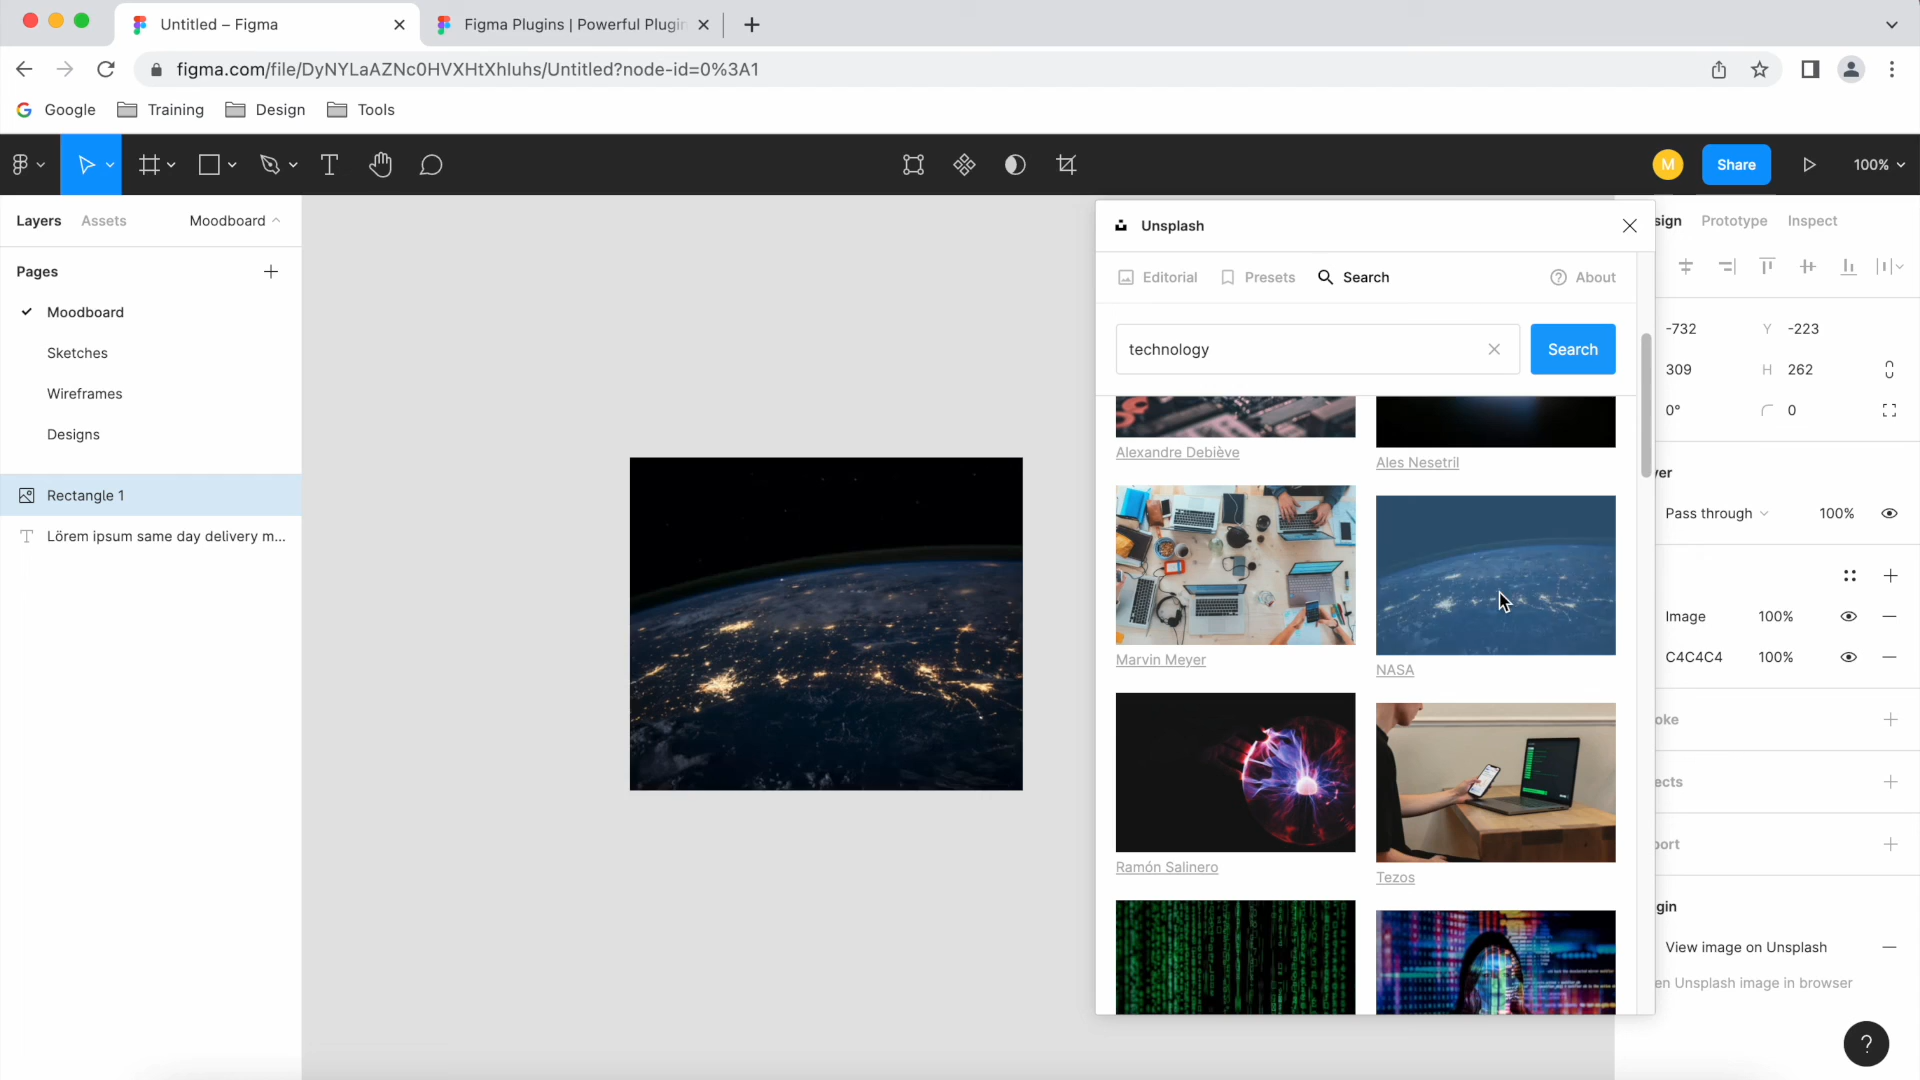 Untitled – Figma
Figma Plugins | Powerful Plugin
figma.com/file/DyNYLaAZNc0HVXHtXhluhs/Untitled?node-id=0%3A1
Google
Training
Design
Tools
M
Share
100%
Layers
Assets
Moodboard
Pages
Moodboard
Sketches
Wireframes
Designs
Rectangle 1
Lörem ipsum same day delivery m...
Unsplash
Editorial
Presets
Search
About
technology
Search
Alexandre Debiève
Ales Nesetril
Marvin Meyer
NASA
Ramón Salinero
Tezos
sign
Prototype
Inspect
-732
Y -223
309
H 262
0°
0
yer
Pass through
100%
Image
100%
C4C4C4
100%
oke
ects
port
gin
View image on Unsplash
en Unsplash image in browser
?